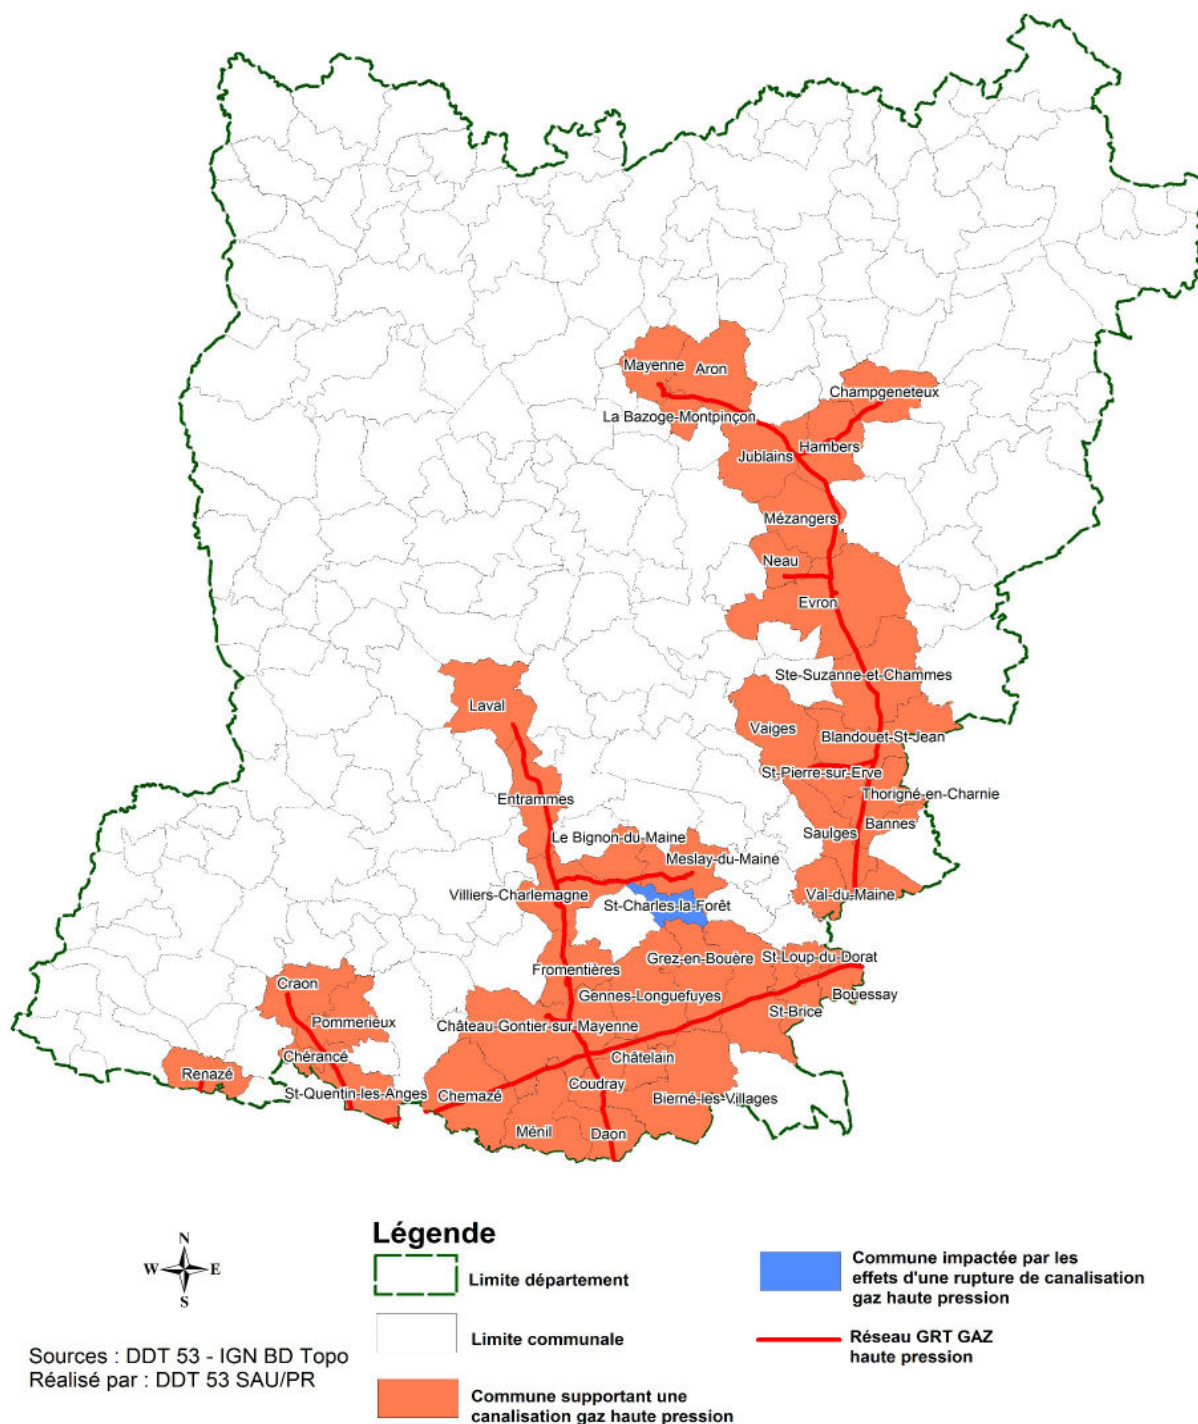 Mayenne
Aron
Champgeneteux
La Bazoge-Montpinçon
Hambers
Jublains
Mézangers
Neau
Evron
Ste-Suzanne-et-Chammes
Laval
Vaiges
Blandouet-St-Jean
St-Pierre-sur-Erve
Entrammes
Thorigné-en-Charnie
Bannes
Saulges
Le Bignon-du-Maine
Meslay-du-Maine
Villiers-Charlemagne
Val-du-Maine
St-Charles-la-Forêt
Grez-en-Bouère
St-Loup-du-Dorat
Fromentières
Craon
Gennes-Longuefuyes
Bouessay
St-Brice
Pommerieux
Château-Gontier-sur-Mayenne
Chérancé
Châtelain
Renazé
Coudray
St-Quentin-les-Anges
Chemazé
Bierné-les-Villages
Ménil
Daon
Légende
N
W
E
S
Limite département
Commune impactée par les
effets d'une rupture de canalisation
gaz haute pression
Limite communale
Réseau GRT GAZ
haute pression
Sources : DDT 53 - IGN BD Topo
Réalisé par : DDT 53 SAU/PR
Commune supportant une
canalisation gaz haute pression